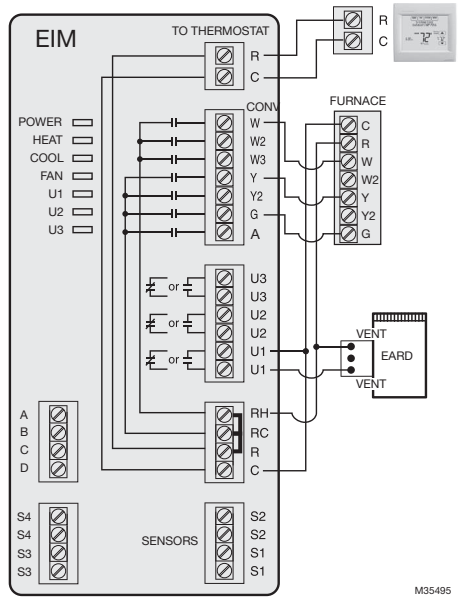 EIM
TO THERMOSTAT
R
C
R
C
POWER
HEAT
COOL
FAN
U1
U2
U3
CONV
W
W2
W3
Y
Y2
G
A
FURNACE
C
R
W
W2
Y
Y2
G
or
or
or
U3
U3
U2
U2
U1
U1
VENT
EARD
VENT
A
B
C
D
RH
RC
R
C
S4
S4
S3
S3
SENSORS
S2
S2
S1
S1
M35495